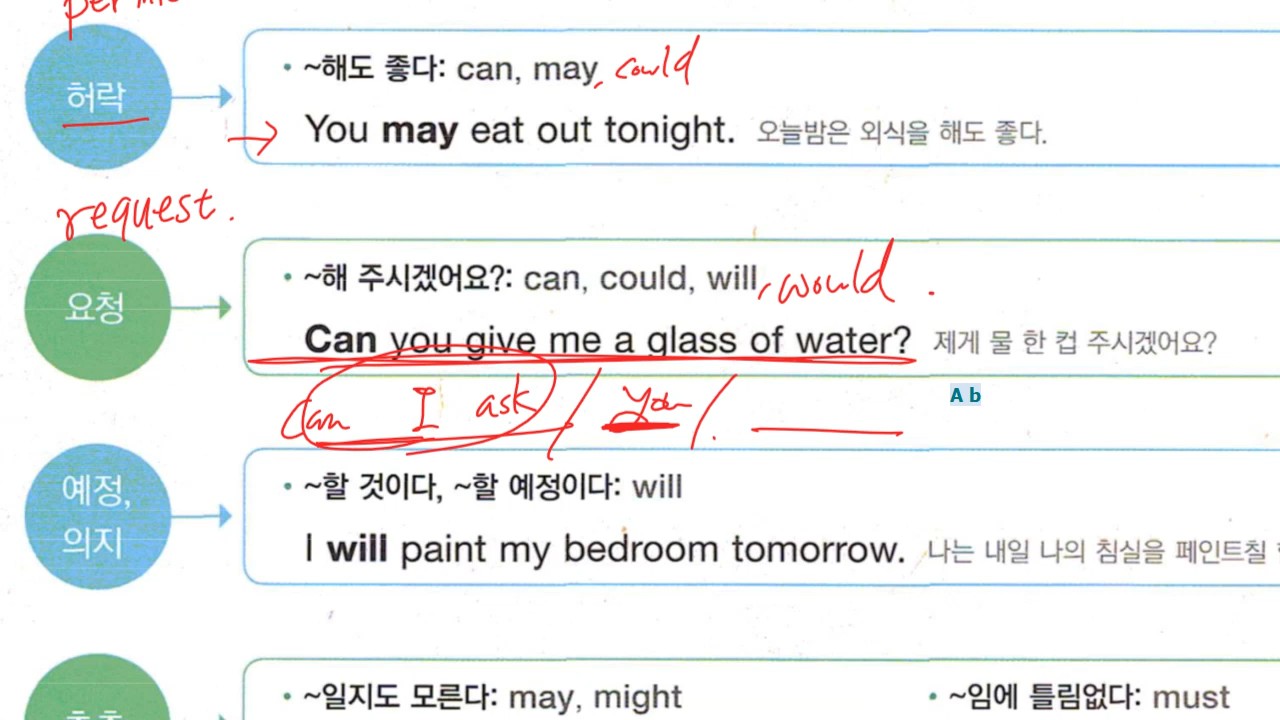 허락
• ~해도 좋다: can, may, could
You may eat out tonight. 오늘밤은 외식을 해도 좋다.
request.
요청
• ~해 주시겠어요?: can, could, will, would.
Can you give me a glass of water? 제게 물 한 컵 주시겠어요?
Can I ask / you /.
A b
예정,
의지
• ~할 것이다, ~할 예정이다: will
I will paint my bedroom tomorrow. 나는 내일 나의 침실을 페인트칠
• ~일지도 모른다: may, might
• ~임에 틀림없다: must